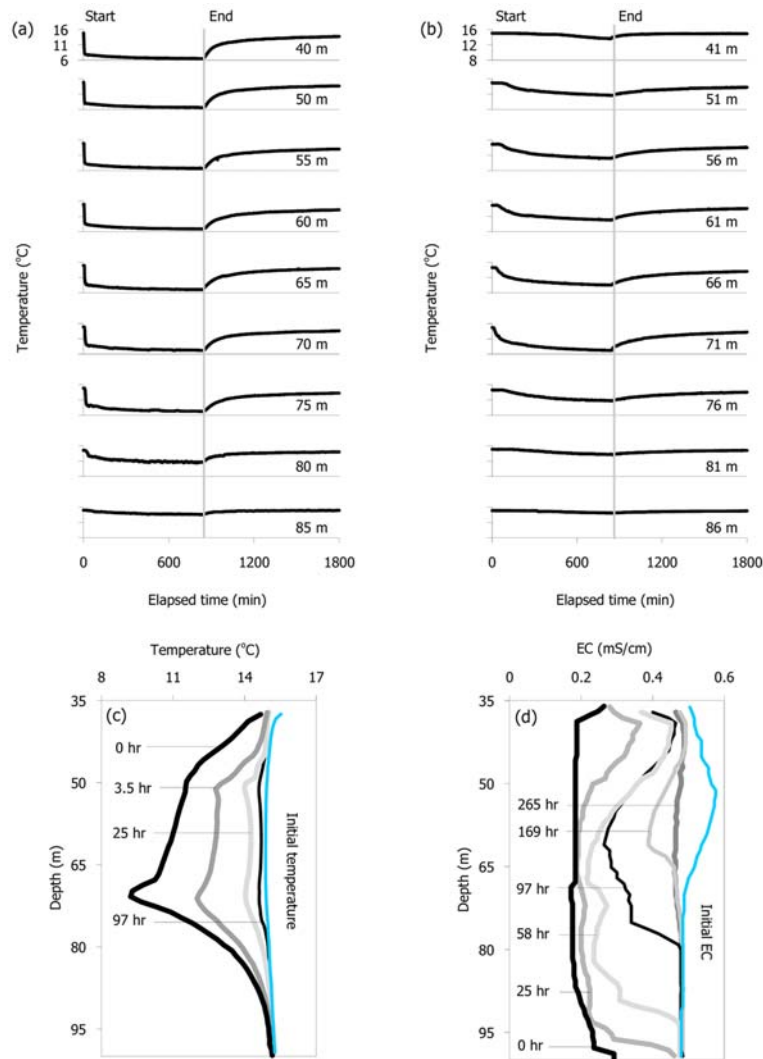 (a) Start End
16
11
6
40 m
50 m
55 m
60 m
65 m
70 m
75 m
80 m
85 m
Temperature (°C)
0 600 1200 1800
Elapsed time (min)
(b) Start End
16
12
8
41 m
51 m
56 m
61 m
66 m
71 m
76 m
81 m
86 m
Temperature (°C)
0 600 1200 1800
Elapsed time (min)
Temperature (°C)
8 11 14 17
35
50
65
80
95
Depth (m)
(c)
0 hr
3.5 hr
25 hr
97 hr
Initial temperature
EC (mS/cm)
0 0.2 0.4 0.6
35
50
65
80
95
Depth (m)
(d)
265 hr
169 hr
97 hr
58 hr
25 hr
0 hr
Initial EC